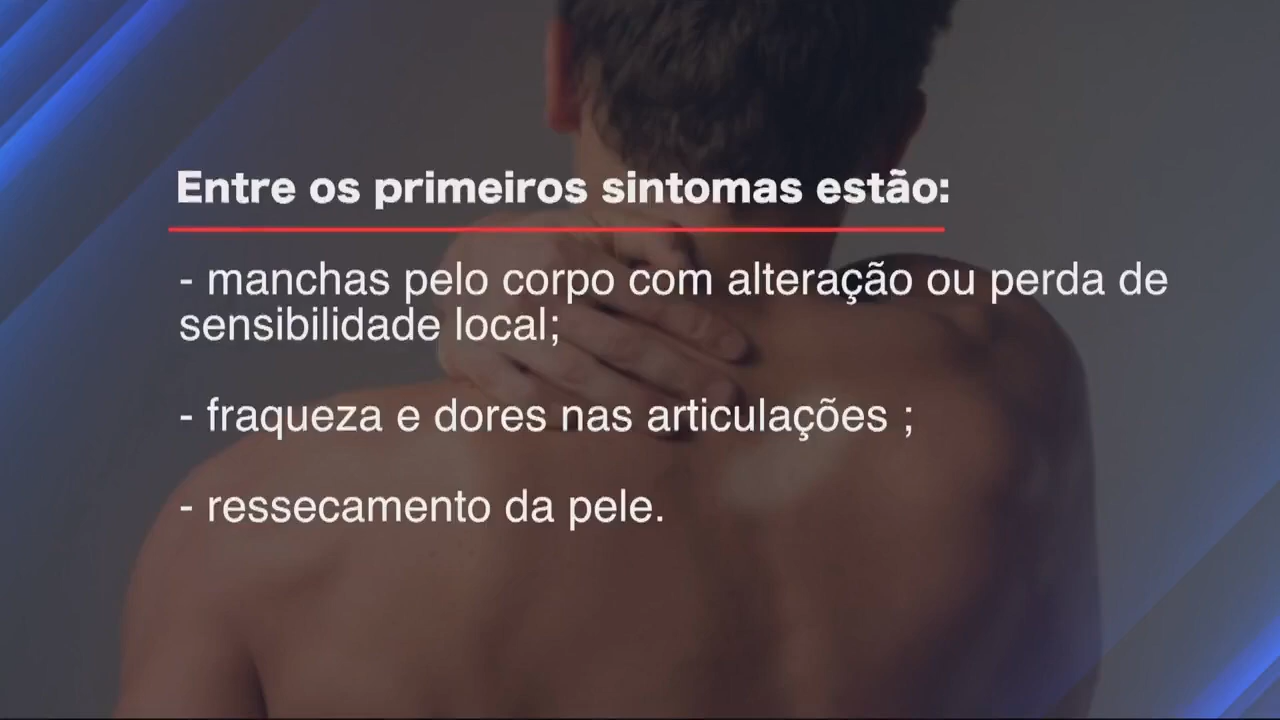 Entre os primeiros sintomas estão:
- manchas pelo corpo com alteração ou perda de
sensibilidade local;
- fraqueza e dores nas articulações ;
- ressecamento da pele.